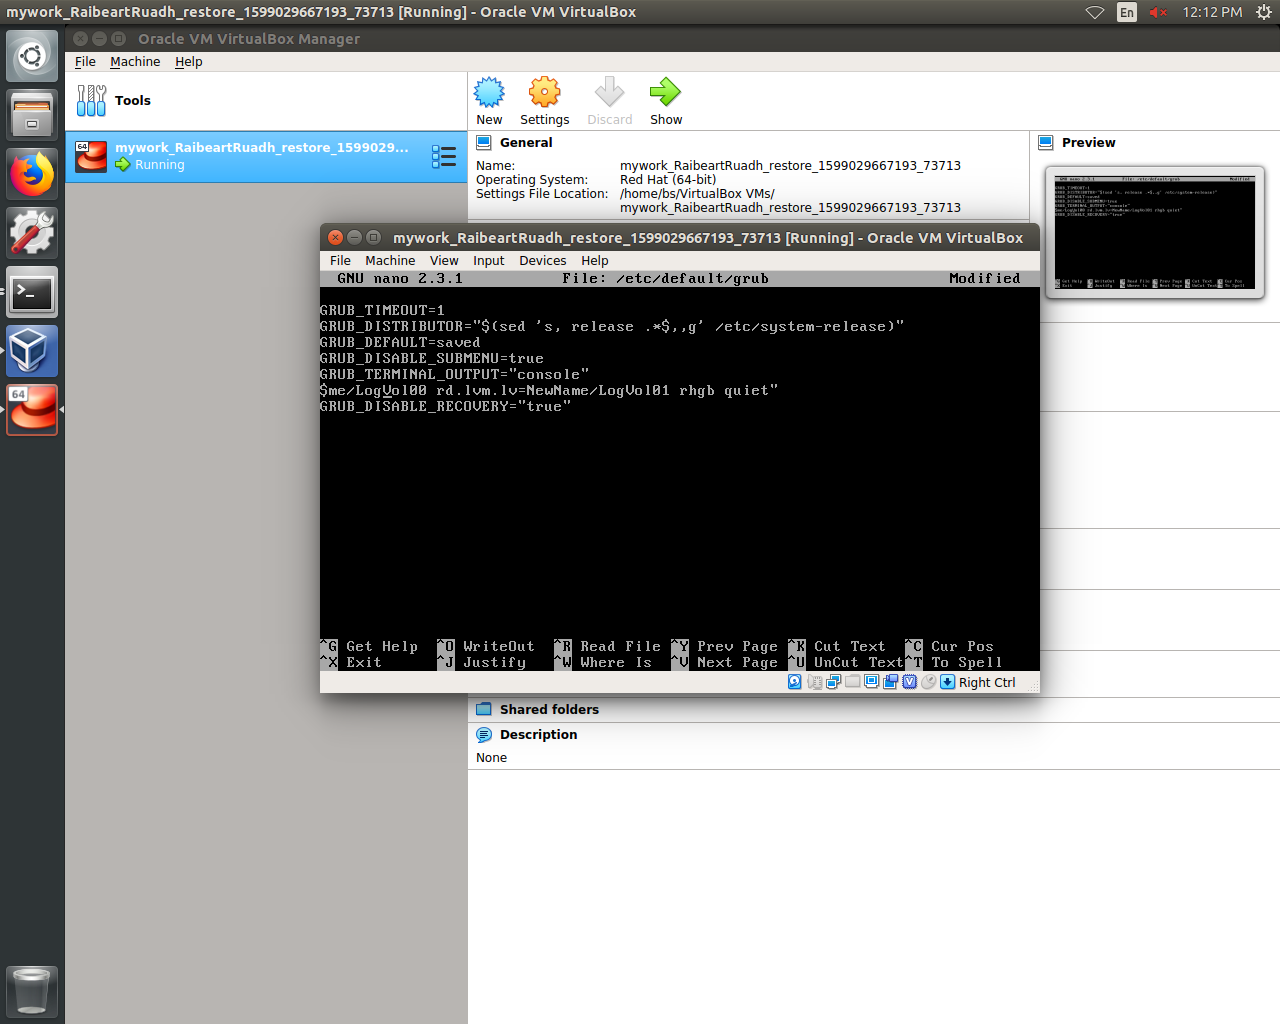 mywork_RaibeartRuadh_restore_1599029667193_73713 [Running] - Oracle VM VirtualBox
En
12:12 PM
Oracle VM VirtualBox Manager
File Machine Help
Tools
New Settings Discard Show
64
mywork_RaibeartRuadh_restore_1599029...
Running
General
Name: mywork_RaibeartRuadh_restore_1599029667193_73713
Operating System: Red Hat (64-bit)
Settings File Location: /home/bs/VirtualBox VMs/
mywork_RaibeartRuadh_restore_1599029667193_73713
Preview
mywork_RaibeartRuadh_restore_1599029667193_73713 [Running] - Oracle VM VirtualBox
File Machine View Input Devices Help
GNU nano 2.3.1 File: /etc/default/grub Modified
GRUB_TIMEOUT=1
GRUB_DISTRIBUTOR="$(sed 's, release .*$,,g' /etc/system-release)"
GRUB_DEFAULT=saved
GRUB_DISABLE_SUBMENU=true
GRUB_TERMINAL_OUTPUT="console"
$me/LogVol00 rd.lvm.lv=NewName/LogVol01 rhgb quiet"
GRUB_DISABLE_RECOVERY="true"
^G Get Help ^O WriteOut ^R Read File ^Y Prev Page ^K Cut Text ^C Cur Pos
^X Exit ^J Justify ^W Where Is ^V Next Page ^U UnCut Text ^T To Spell
Right Ctrl
64
Shared folders
Description
None